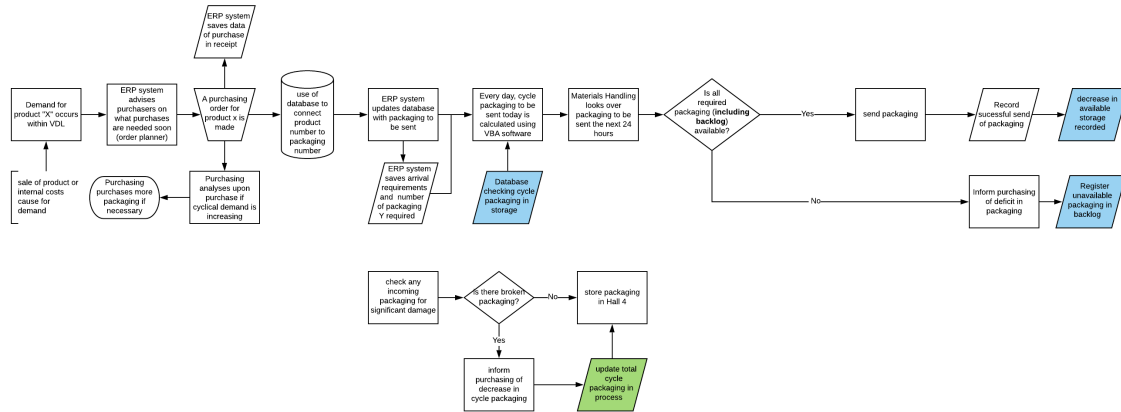 ERP system
saves data
of purchase
in receipt
Demand for
product "X" occurs
within VDL
ERP system
advises
purchasers on
what purchases
are needed soon
(order planner)
A purchasing
order for
product x is
made
use of
database to
connect
product
number to
packaging
number
ERP system
updates database
with packaging to
be sent
Every day, cycle
packaging to be
sent today is
calculated using
VBA software
Materials Handling
looks over
packaging to be
sent the next 24
hours
Is all
required
packaging (including
backlog)
available?
Yes
send packaging
Record
sucessful send
of packaging
decrease in
available
storage
recorded
sale of product or
internal costs
cause for
demand
Purchasing
purchases more
packaging if
necessary
Purchasing
analyses upon
purchase if
cyclical demand is
increasing
ERP system
saves arrival
requirements
and number
of packaging
Y required
Database
checking cycle
packaging in
storage
No
Inform purchasing
of deficit in
packaging
Register
unavailable
packaging in
backlog
check any
incoming
packaging for
significant damage
is there broken
packaging?
No
store packaging
in Hall 4
Yes
inform
purchasing of
decrease in
cycle packaging
update total
cycle
packaging in
process